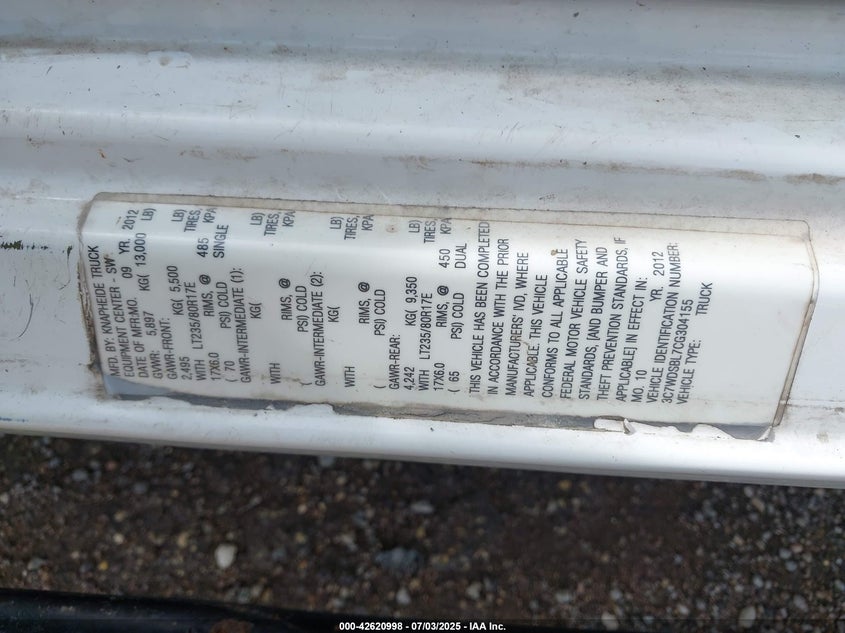 MFD. BY: KNAPHEIDE TRUCK
EQUIPMENT CENTER - SW
DATE OF MFR:MO. 09 YR. 2012
GVWR: 5,897 KG( 13,000 LB)
GAWR-FRONT:
2,495 KG( 5,500 LB)
WITH LT235/80R17E TIRES,
17X6.0 RIMS, @ 485 KPA
( 70 PSI) COLD SINGLE
GAWR-INTERMEDIATE (1):
KG( LB)
WITH TIRES,
RIMS, @ KPA
( PSI) COLD
GAWR-INTERMEDIATE (2):
KG( LB)
WITH TIRES,
RIMS, @ KPA
( PSI) COLD
GAWR-REAR:
4,242 KG( 9,350 LB)
WITH LT235/80R17E TIRES,
17X6.0 RIMS, @ 450 KPA
( 65 PSI) COLD DUAL
THIS VEHICLE HAS BEEN COMPLETED
IN ACCORDANCE WITH THE PRIOR
MANUFACTURERS' IVD, WHERE
APPLICABLE. THIS VEHICLE
CONFORMS TO ALL APPLICABLE
FEDERAL MOTOR VEHICLE SAFETY
STANDARDS, [AND BUMPER AND
THEFT PREVENTION STANDARDS, IF
APPLICABLE] IN EFFECT IN:
MO. 10 YR. 2012
VEHICLE IDENTIFICATION NUMBER:
3C7WDSBL7CG304155
VEHICLE TYPE: TRUCK
000-42620998 - 07/03/2025 - IAA Inc.